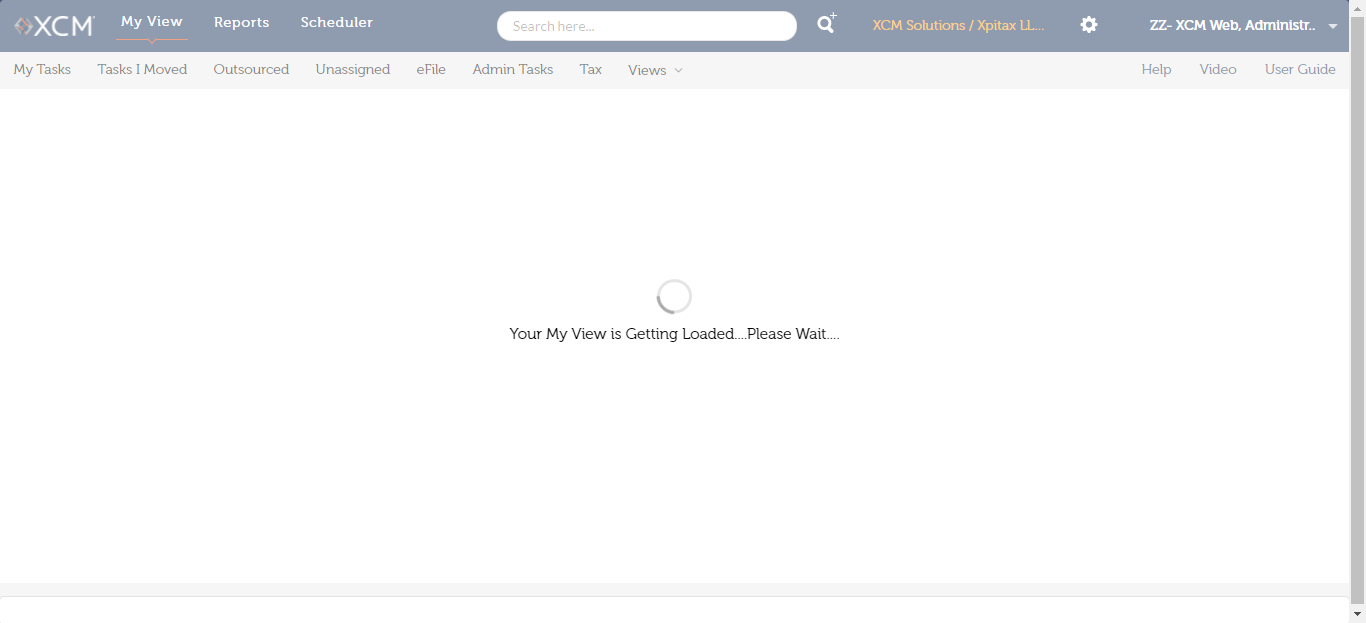 XCM My View Reports Scheduler Search here... XCM Solutions / Xpitax LL... ZZ- XCM Web, Administr..
My Tasks Tasks I Moved Outsourced Unassigned eFile Admin Tasks Tax Views Help Video User Guide
Your My View is Getting Loaded....Please Wait....